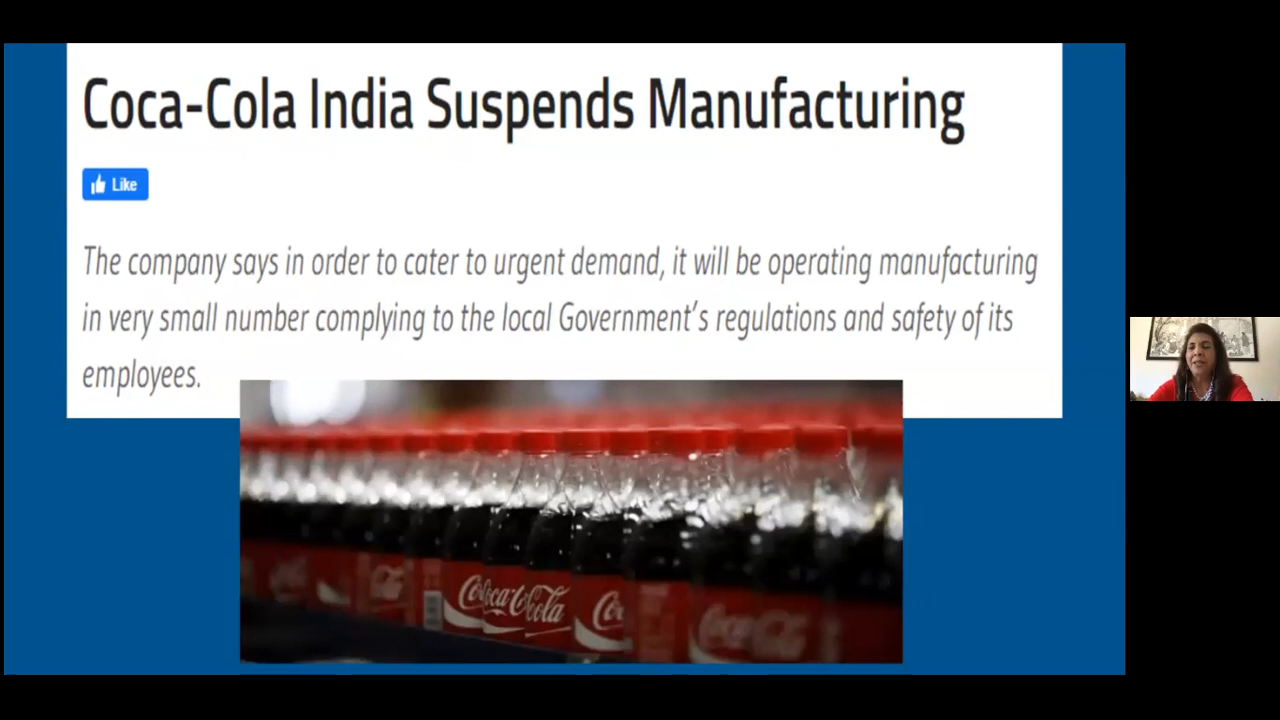 Coca-Cola India Suspends Manufacturing
Like
The company says in order to cater to urgent demand, it will be operating manufacturing
in very small number complying to the local Government's regulations and safety of its
employees.
Coca-Cola